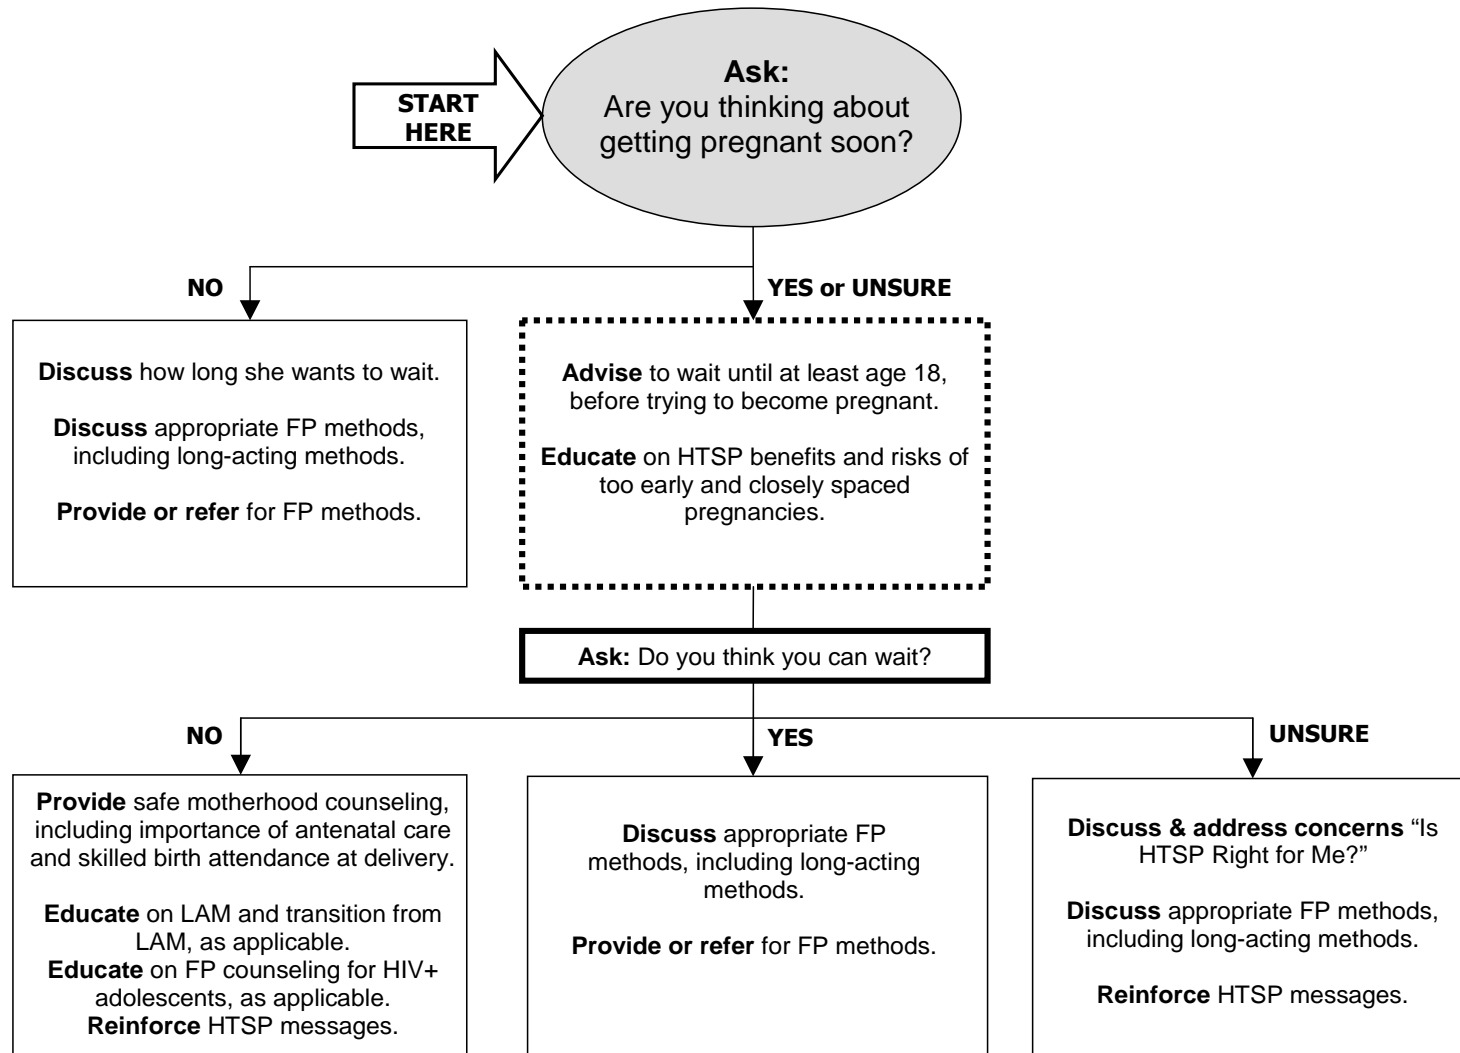 START
HERE
Ask:
Are you thinking about
getting pregnant soon?
NO
YES or UNSURE
Discuss how long she wants to wait.
Discuss appropriate FP methods,
including long-acting methods.
Provide or refer for FP methods.
Advise to wait until at least age 18,
before trying to become pregnant.
Educate on HTSP benefits and risks of
too early and closely spaced
pregnancies.
Ask: Do you think you can wait?
NO
YES
UNSURE
Provide safe motherhood counseling,
including importance of antenatal care
and skilled birth attendance at delivery.
Educate on LAM and transition from
LAM, as applicable.
Educate on FP counseling for HIV+
adolescents, as applicable.
Reinforce HTSP messages.
Discuss appropriate FP
methods, including long-acting
methods.
Provide or refer for FP methods.
Discuss & address concerns “Is
HTSP Right for Me?”
Discuss appropriate FP methods,
including long-acting methods.
Reinforce HTSP messages.